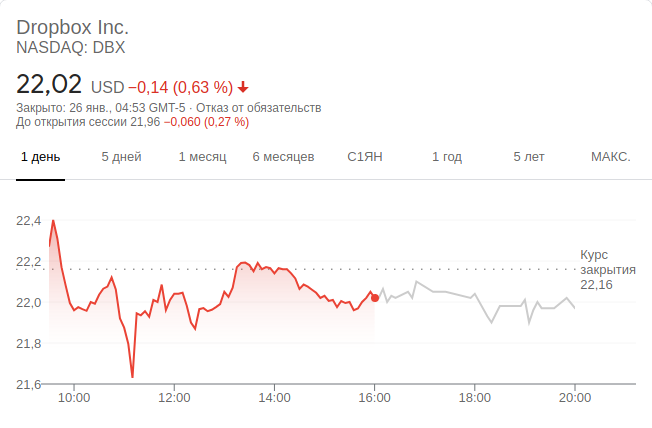 Dropbox Inc.
NASDAQ: DBX
22,02 USD −0,14 (0,63 %)
Закрыто: 26 янв., 04:53 GMT-5 · Отказ от обязательств
До открытия сессии 21,96 −0,060 (0,27 %)
1 день 5 дней 1 месяц 6 месяцев С1ЯН 1 год 5 лет МАКС.
22,4
Курс
22,2
закрытия
22,16
22,0
21,8
21,6
10:00 12:00 14:00 16:00 18:00 20:00